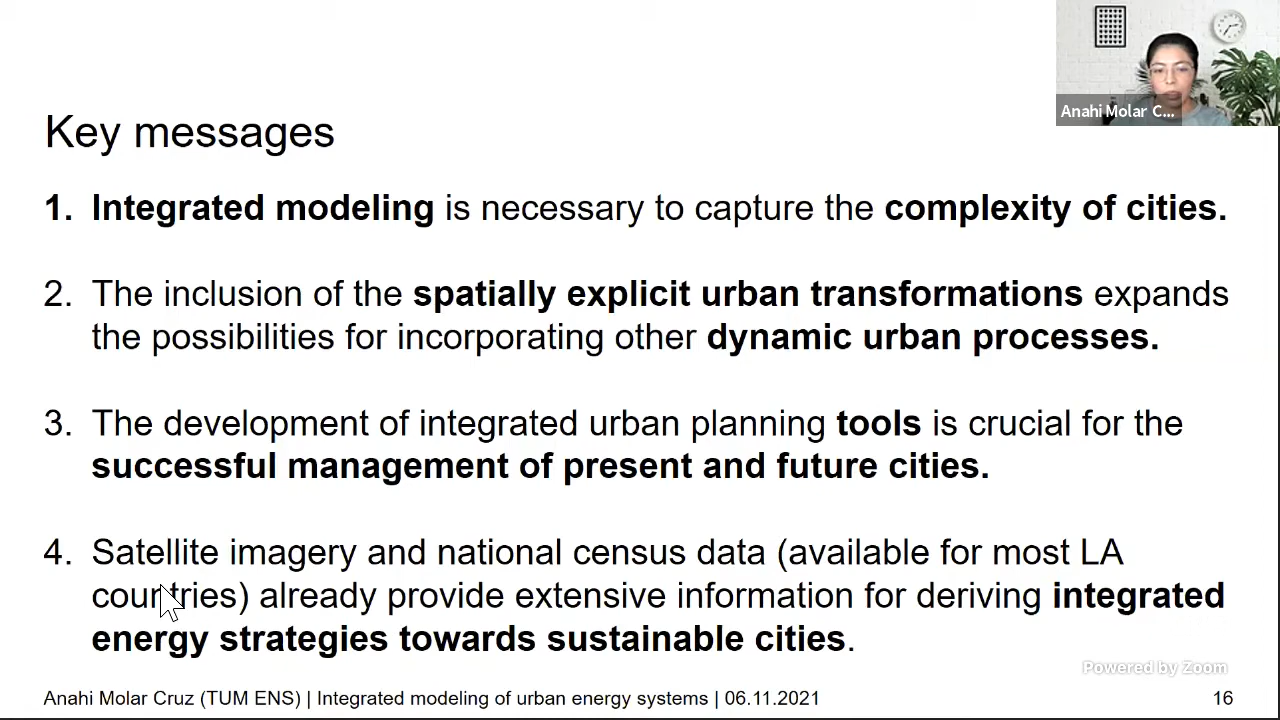 Anahi Molar C...
Key messages
1. Integrated modeling is necessary to capture the complexity of cities.
2. The inclusion of the spatially explicit urban transformations expands
the possibilities for incorporating other dynamic urban processes.
3. The development of integrated urban planning tools is crucial for the
successful management of present and future cities.
4. Satellite imagery and national census data (available for most LA
countries) already provide extensive information for deriving integrated
energy strategies towards sustainable cities.
Powered by Zoom
Anahi Molar Cruz (TUM ENS) | Integrated modeling of urban energy systems | 06.11.2021
16